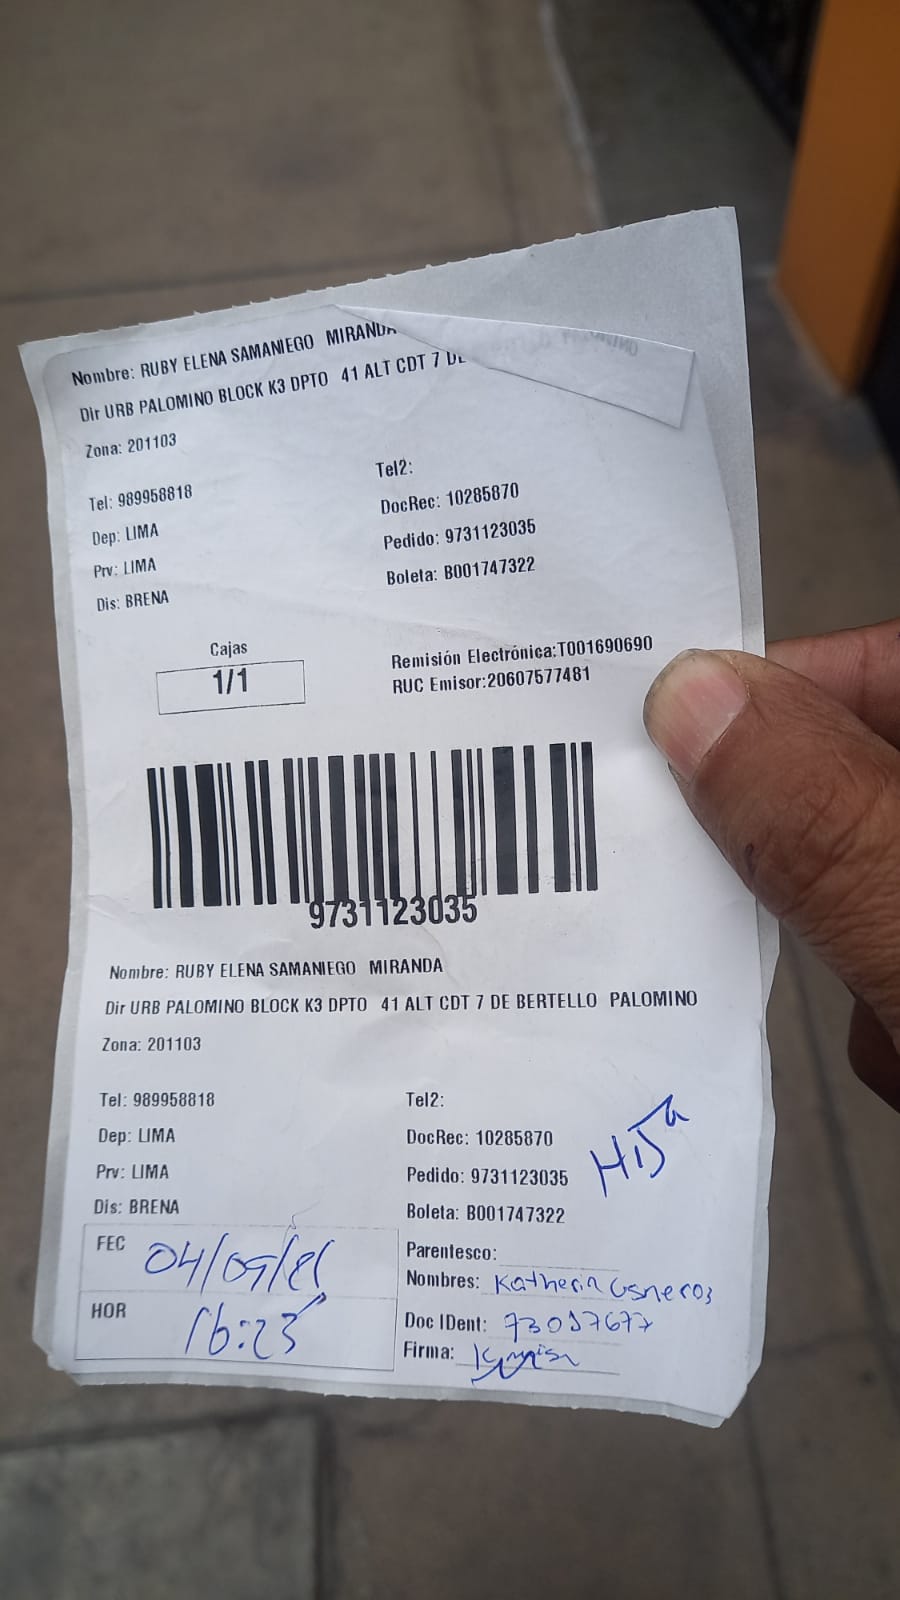 Nombre: RUBY ELENA SAMANIEGO MIRANDA
Dir URB PALOMINO BLOCK K3 DPTO 41 ALT CDT 7 DE
Zona: 201103
Tel: 989958818
Tel2:
Dep: LIMA
DocRec: 10285870
Prv: LIMA
Pedido: 9731123035
Dis: BRENA
Boleta: B001747322
Cajas
1/1
Remisión Electrónica:T001690690
RUC Emisor:20607577481
9731123035
Nombre: RUBY ELENA SAMANIEGO MIRANDA
Dir URB PALOMINO BLOCK K3 DPTO 41 ALT CDT 7 DE BERTELLO PALOMINO
Zona: 201103
Tel: 989958818
Tel2:
Dep: LIMA
DocRec: 10285870
Prv: LIMA
Pedido: 9731123035
HIJa
Dis: BRENA
Boleta: B001747322
FEC
Parentesco:
Nombres: Katherin Cisneros
HOR 16:23
Doc IDent:
Firma: